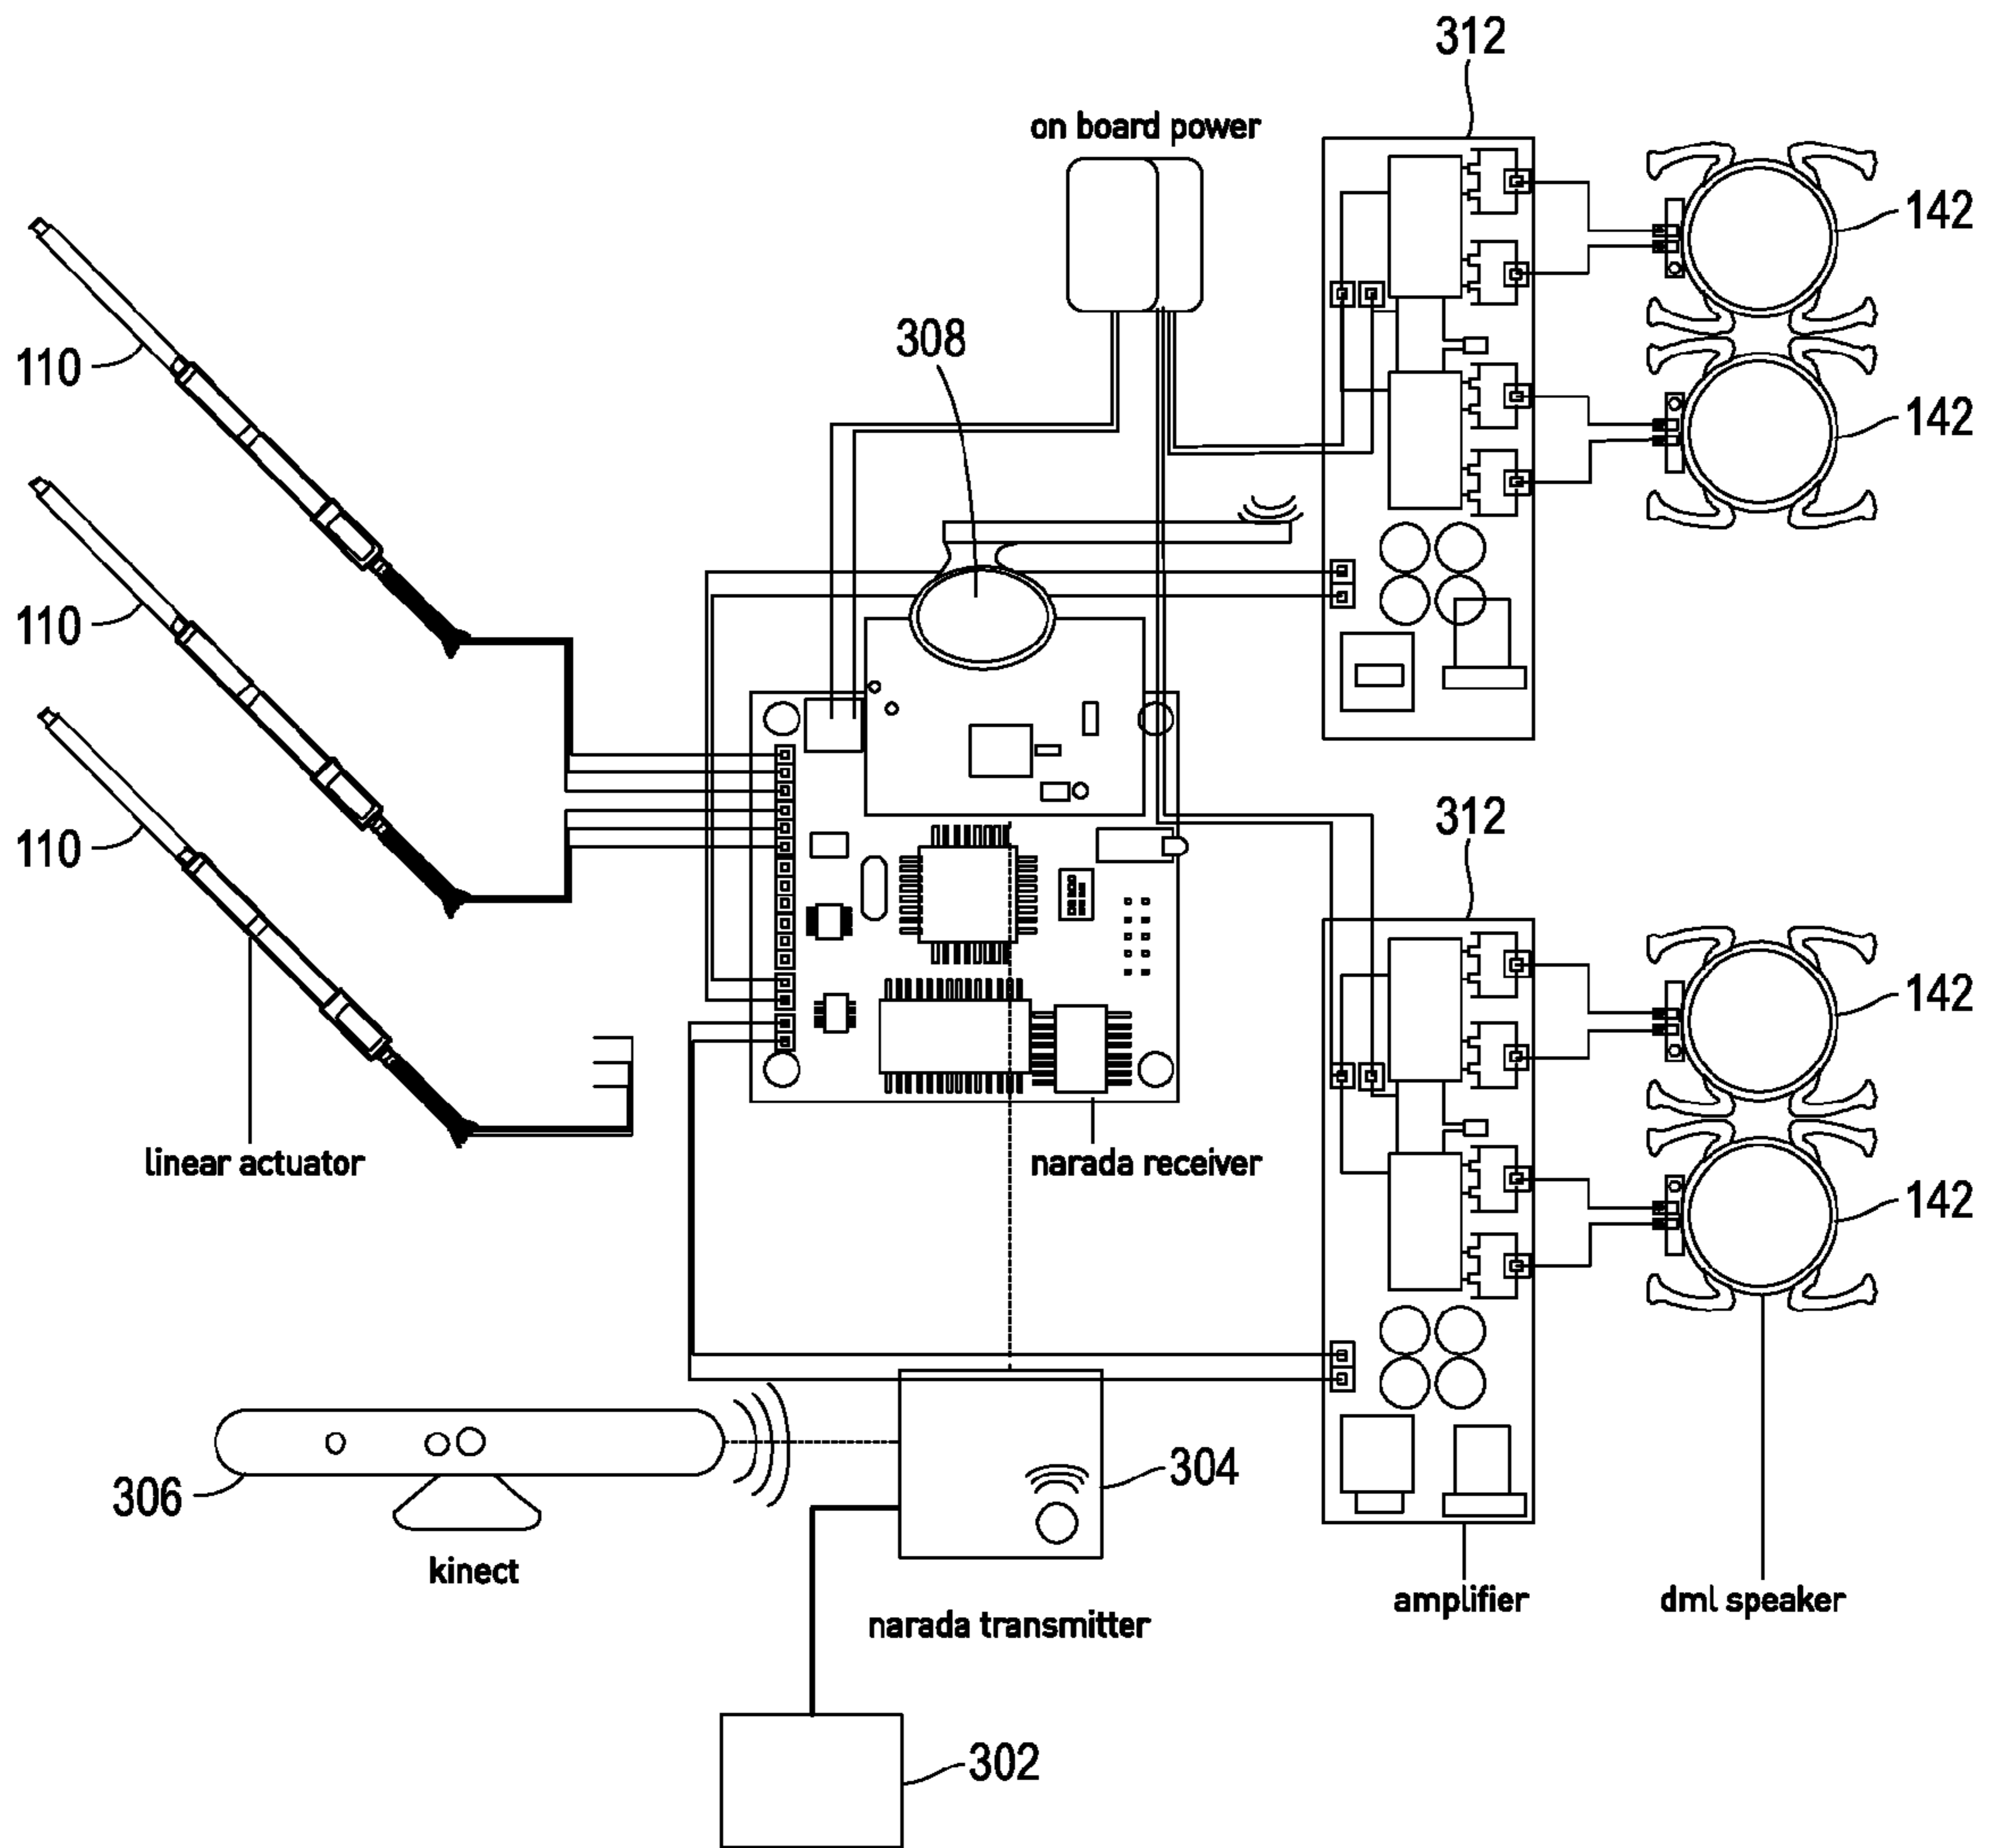 312
on board power
142
308
110
142
110
312
110
142
linear actuator
narada receiver
142
304
306
kinect
amplifier
dml speaker
narada transmitter
302